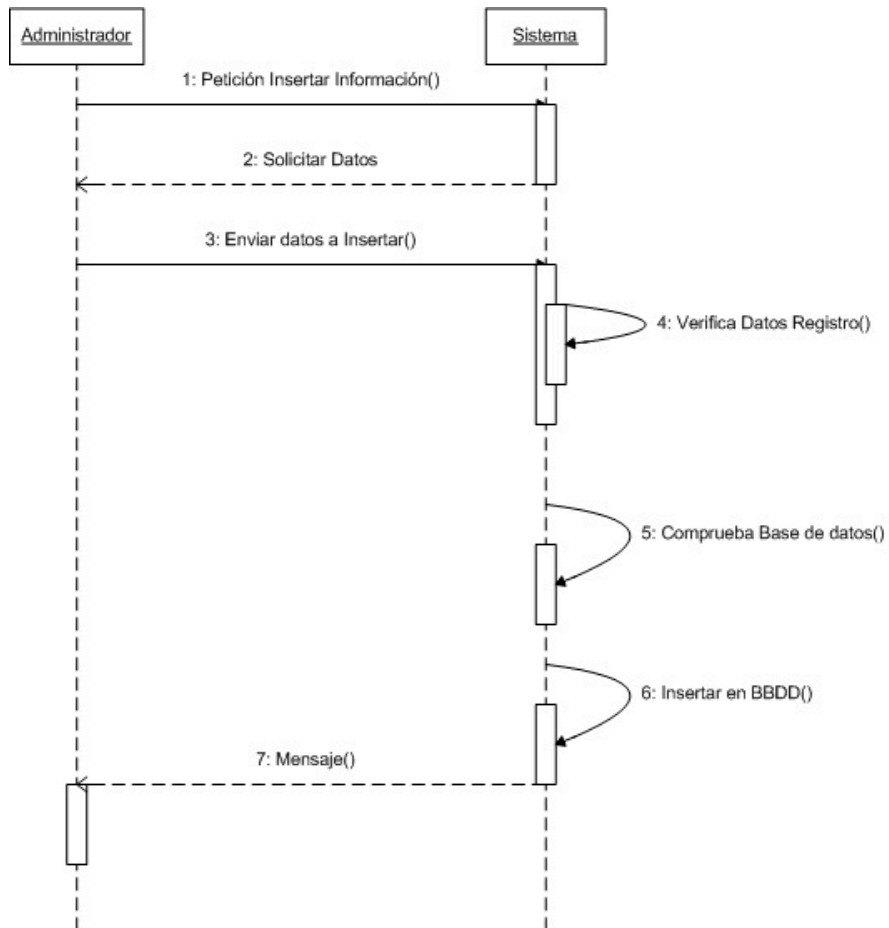 Administrador
Sistema
1: Petición Insertar Información()
2: Solicitar Datos
3: Enviar datos a Insertar()
4: Verifica Datos Registro()
5: Comprueba Base de datos()
6: Insertar en BBDD()
7: Mensaje()